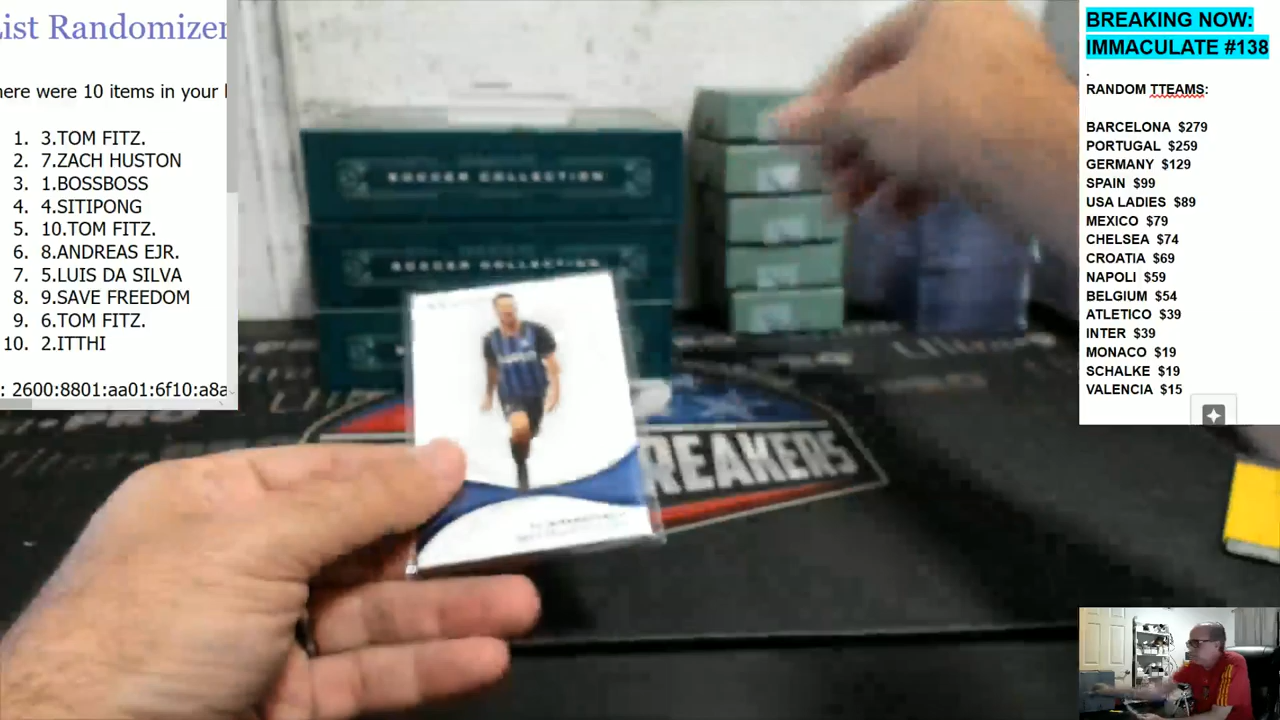 List Randomizer
here were 10 items in your l
1. 3.TOM FITZ.
2. 7.ZACH HUSTON
3. 1.BOSSBOSS
4. 4.SITIPONG
5. 10.TOM FITZ.
6. 8.ANDREAS EJR.
7. 5.LUIS DA SILVA
8. 9.SAVE FREEDOM
9. 6.TOM FITZ.
10. 2.ITTHI
: 2600:8801:aa01:6f10:a8a
SOCCER COLLECTION
SOCCER COLLECTION
REAKERS
BREAKING NOW:
IMMACULATE #138
.
RANDOM TTEAMS:
BARCELONA $279
PORTUGAL $259
GERMANY $129
SPAIN $99
USA LADIES $89
MEXICO $79
CHELSEA $74
CROATIA $69
NAPOLI $59
BELGIUM $54
ATLETICO $39
INTER $39
MONACO $19
SCHALKE $19
VALENCIA $15